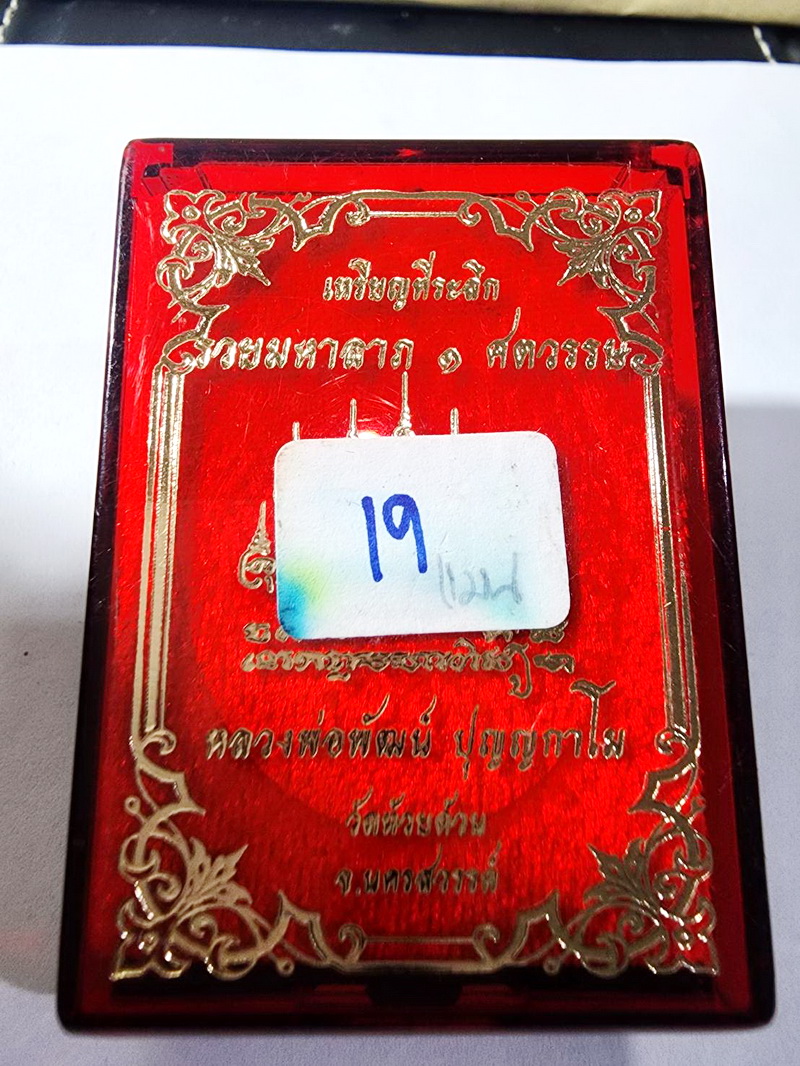 เหรียญที่ระลึก
รวยมหาลาภ ๑ ศตวรรษ
19
แมน
หลวงพ่อพัฒน์ ปุญญกาโม
วัดห้วยด้วน
จ.นครสวรรค์